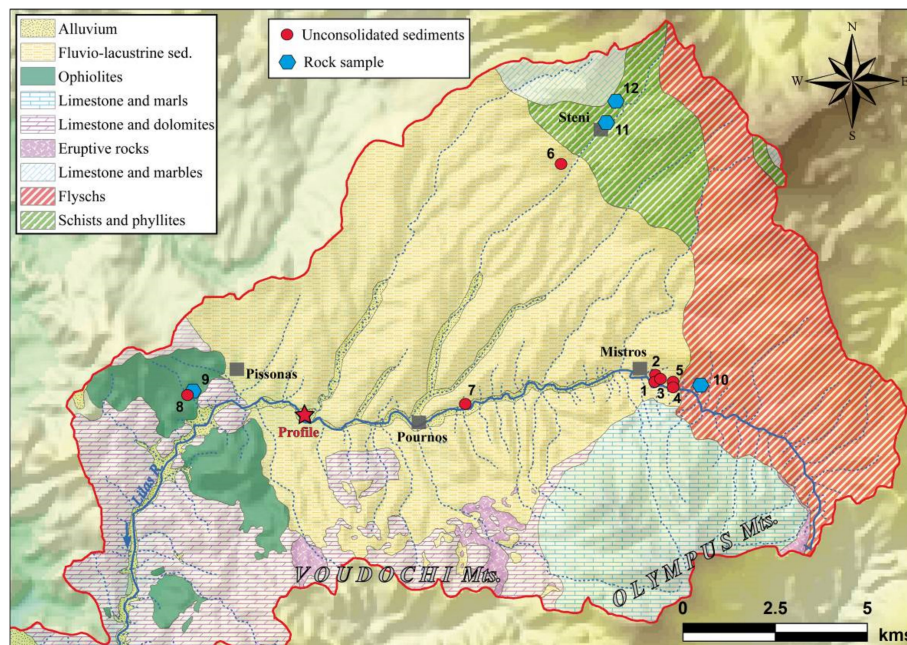 Alluvium
Fluvio-lacustrine sed.
Ophiolites
Limestone and marls
Limestone and dolomites
Eruptive rocks
Limestone and marbles
Flyschs
Schists and phyllites
Unconsolidated sediments
Rock sample
N
W
E
S
12
Steni
11
6
Mistros
2
5
10
1
3
4
Pissonas
9
8
7
Profile
Pournos
Lilas R.
VOUDOCHI Mts.
OLYMPUS Mts.
0 2.5 5
kms